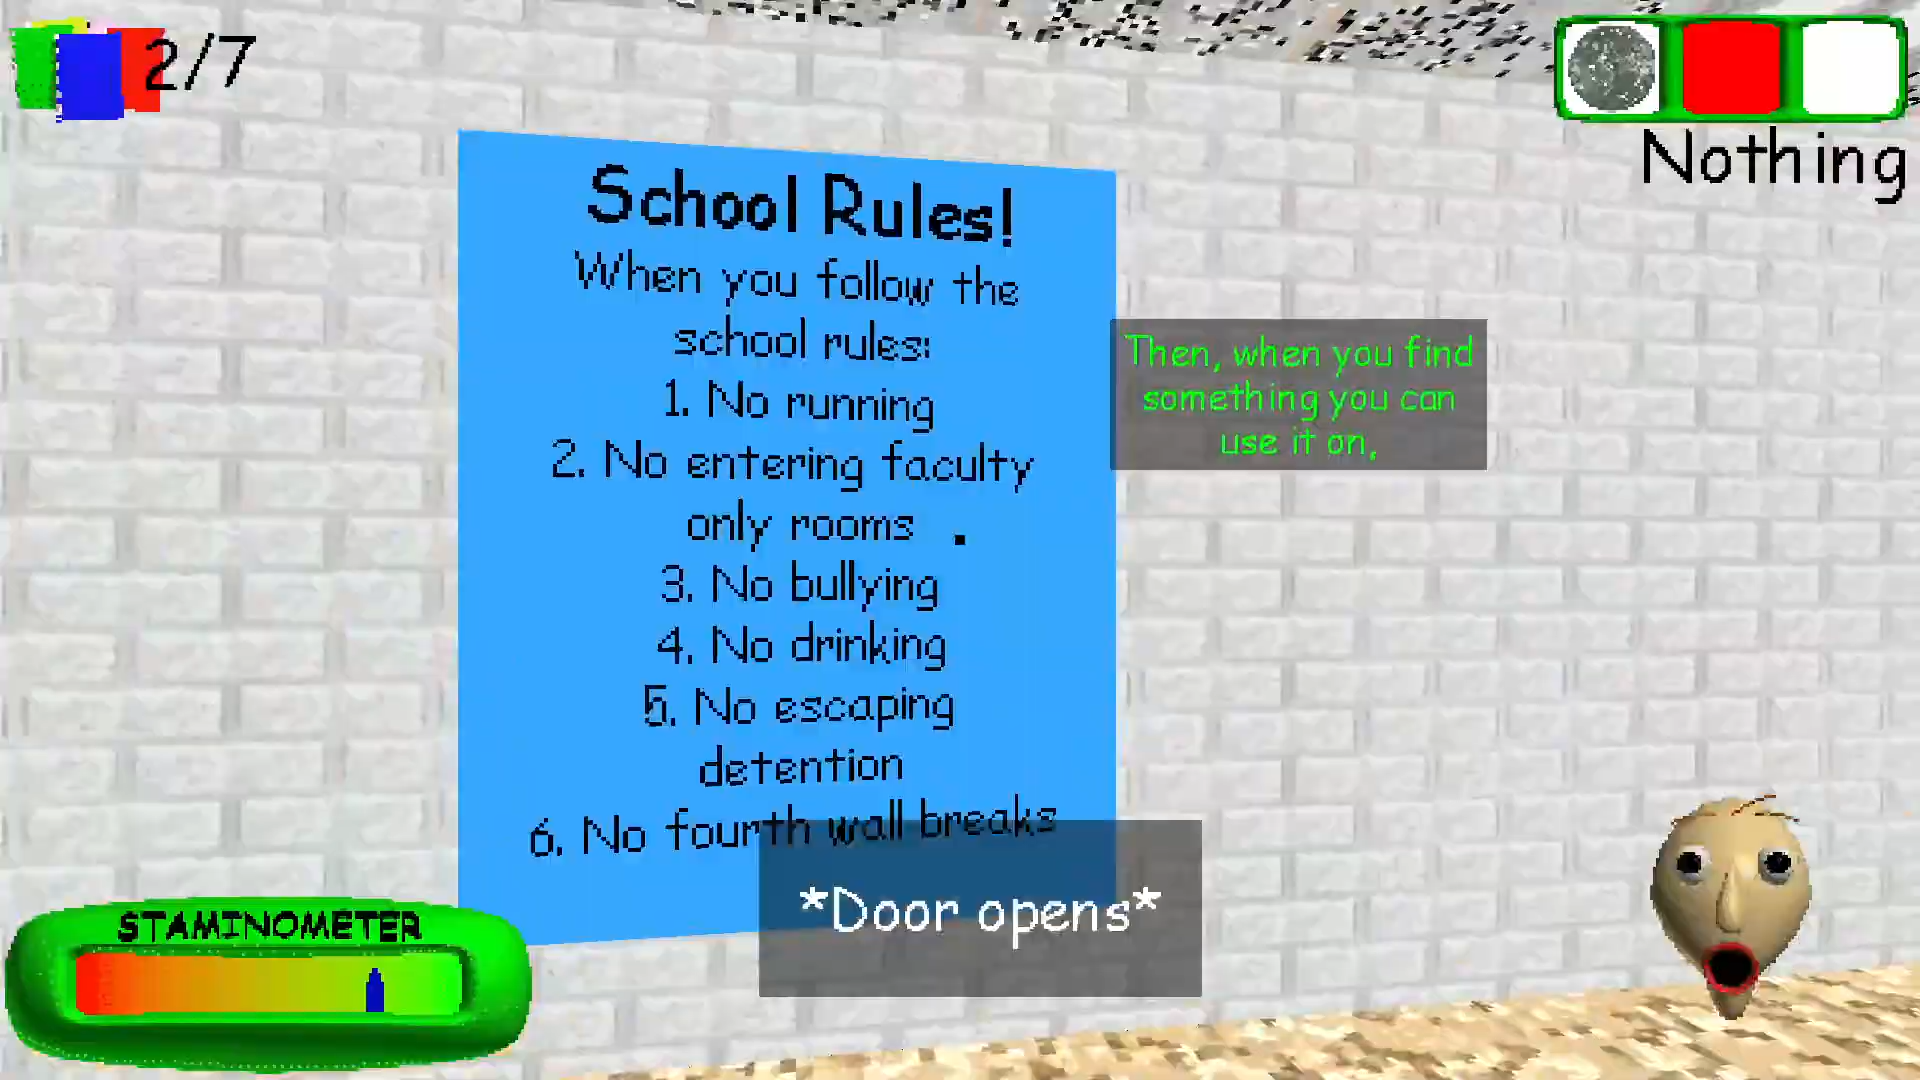 2/7
Nothing
School Rules!
When you follow the
school rules:
1. No running
2. No entering faculty
only rooms
3. No bullying
4. No drinking
5. No escaping
detention
6. No fourth wall breaks
Then, when you find
something you can
use it on,
*Door opens*
STAMINOMETER